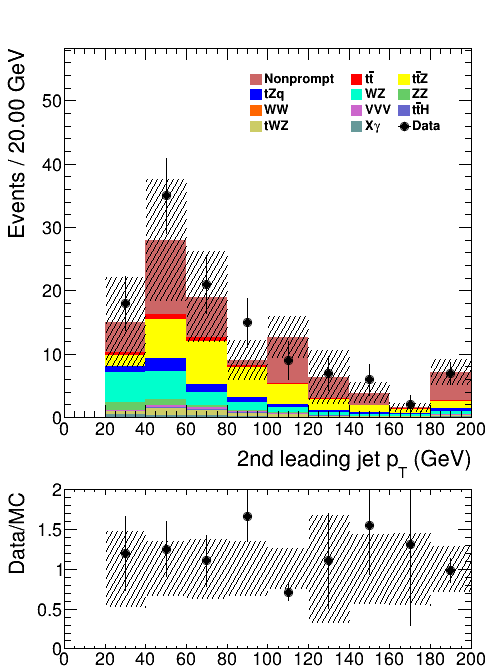 Events / 20.00 GeV
50
40
30
20
10
0
Nonprompt tt̄ tt̄Z
tZq WZ ZZ
WW VVV tt̄H
tWZ Xγ Data
0 20 40 60 80 100 120 140 160 180 200
2nd leading jet p_T (GeV)
Data/MC
2
1.5
1
0.5
0
0 20 40 60 80 100 120 140 160 180 200